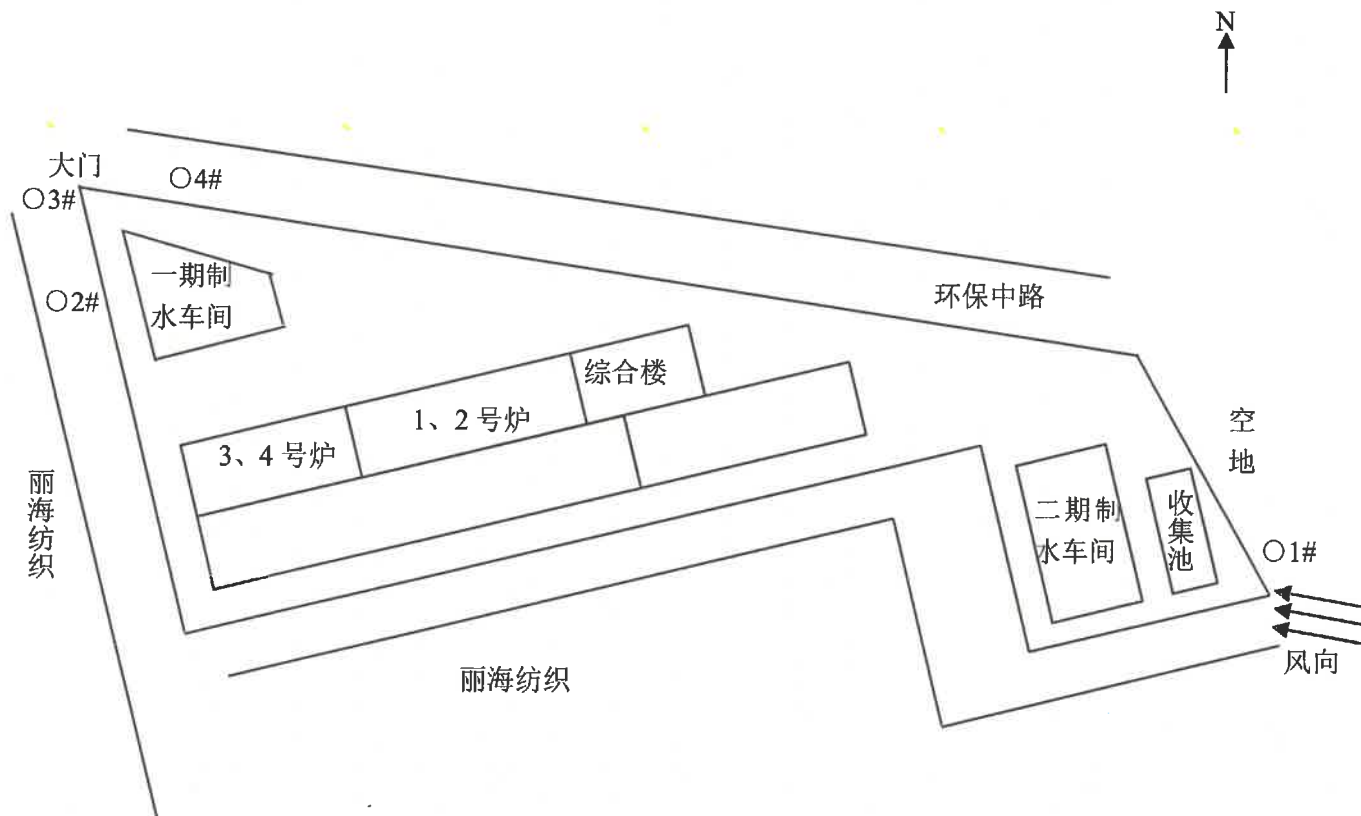 N
大门
○4#
○3#
○2#
一期制
水车间
环保中路
综合楼
1、2 号炉
3、4 号炉
空
地
丽
海
纺
织
二期制
水车间
收
集
池
○1#
丽海纺织
风向